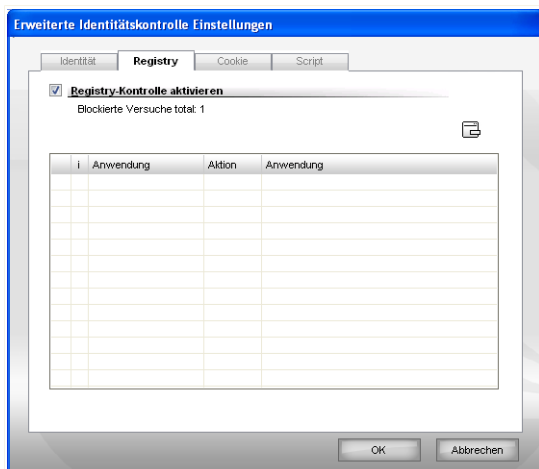 Erweiterte Identitätskontrolle Einstellungen
Identität Registry Cookie Script
Registry-Kontrolle aktivieren
Blockierte Versuche total: 1
i Anwendung Aktion Anwendung
OK Abbrechen